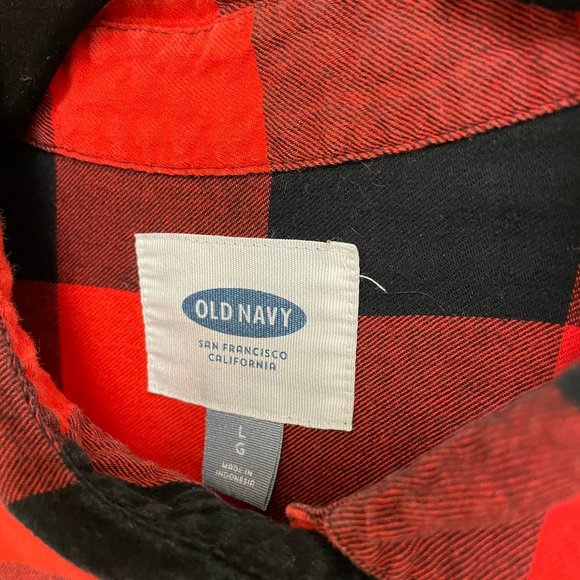 OLD NAVY
SAN FRANCISCO
CALIFORNIA
L
G
MADE IN
INDONESIA